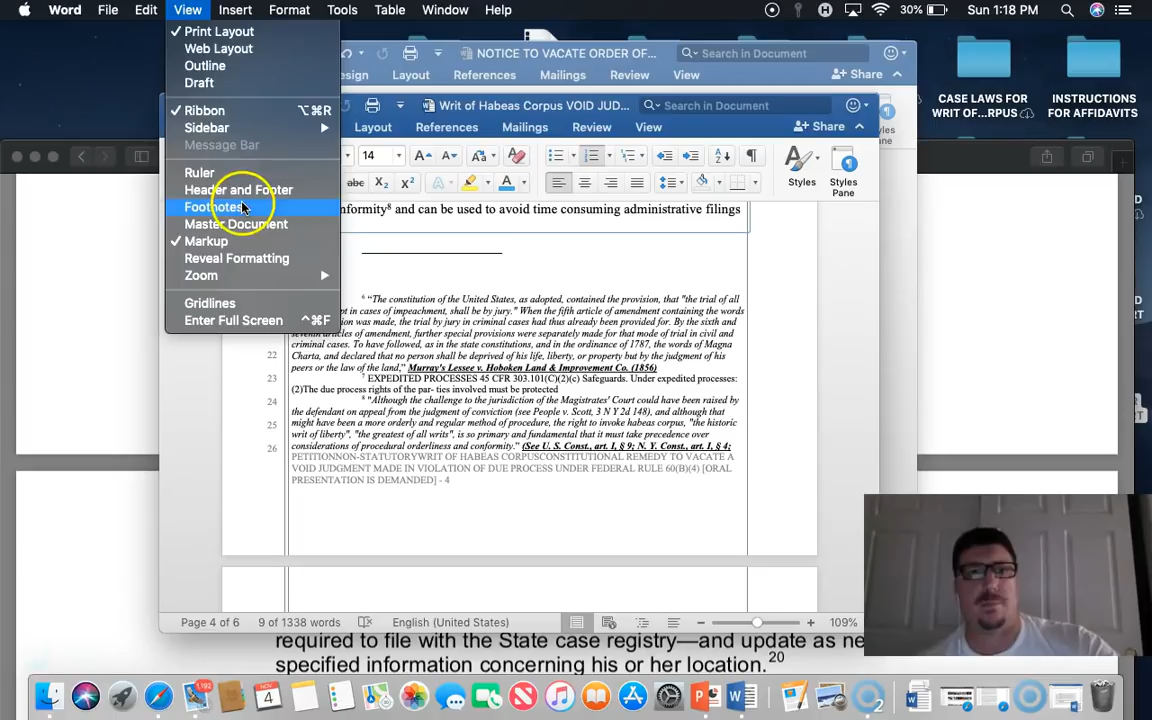 Word File Edit View Insert Format Tools Table Window Help 30% Sun 1:18 PM
Print Layout
Web Layout
Outline
Draft
Ribbon ⌥⌘R
Sidebar
Message Bar
Ruler
Header and Footer
Footnotes
Master Document
Markup
Reveal Formatting
Zoom
Gridlines
Enter Full Screen ^⌘F
NOTICE TO VACATE ORDER OF... Search in Document
Layout References Mailings Review View Share
Writ of Habeas Corpus VOID JUD... Search in Document
Layout References Mailings Review View Share
14
abc X₂ X²
Styles Styles Pane
CASE LAWS FOR
WRIT OF...RPUS
INSTRUCTIONS
FOR AFFIDAVITS
nformity⁸ and can be used to avoid time consuming administrative filings
⁶ “The constitution of the United States, as adopted, contained the provision, that "the trial of all
pt in cases of impeachment, shall be by jury." When the fifth article of amendment containing the words
ion was made, the trial by jury in criminal cases had thus already been provided for. By the sixth and
seventh articles of amendment, further special provisions were separately made for that mode of trial in civil and
criminal cases. To have followed, as in the state constitutions, and in the ordinance of 1787, the words of Magna
22 Charta, and declared that no person shall be deprived of his life, liberty, or property but by the judgment of his
peers or the law of the land,” Murray's Lessee v. Hoboken Land & Improvement Co. (1856)
23 ⁷ EXPEDITED PROCESSES 45 CFR 303.101(C)(2)(c) Safeguards. Under expedited processes:
(2)The due process rights of the par- ties involved must be protected
24 ⁸ "Although the challenge to the jurisdiction of the Magistrates' Court could have been raised by
the defendant on appeal from the judgment of conviction (see People v. Scott, 3 N Y 2d 148), and although that
25 might have been a more orderly and regular method of procedure, the right to invoke habeas corpus, "the historic
writ of liberty", "the greatest of all writs", is so primary and fundamental that it must take precedence over
26 considerations of procedural orderliness and conformity.” (See U. S. Const., art. I, § 9; N. Y. Const., art. I, § 4;
PETITIONNON-STATUTORYWRIT OF HABEAS CORPUSCONSTITUTIONAL REMEDY TO VACATE A
VOID JUDGMENT MADE IN VIOLATION OF DUE PROCESS UNDER FEDERAL RULE 60(B)(4) [ORAL
PRESENTATION IS DEMANDED] - 4
Page 4 of 6 9 of 1338 words English (United States) 109%
required to file with the State case registry—and update as ne
specified information concerning his or her location.²⁰
1,192
NOV
4